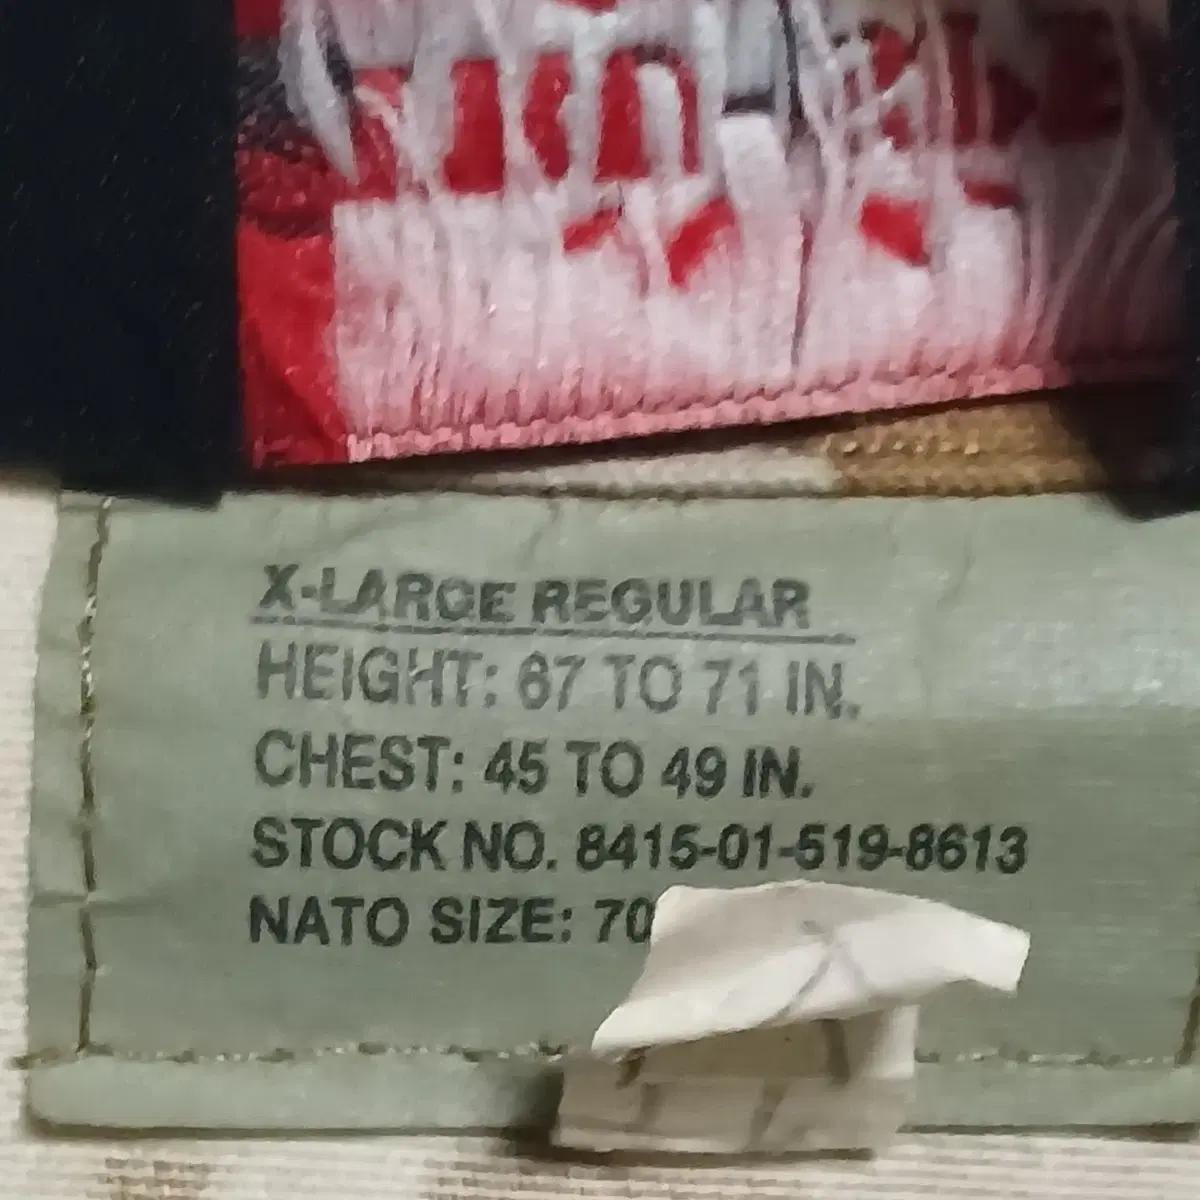 X-LARGE REGULAR
HEIGHT: 67 TO 71 IN.
CHEST: 45 TO 49 IN.
STOCK NO. 8415-01-519-8613
NATO SIZE: 70